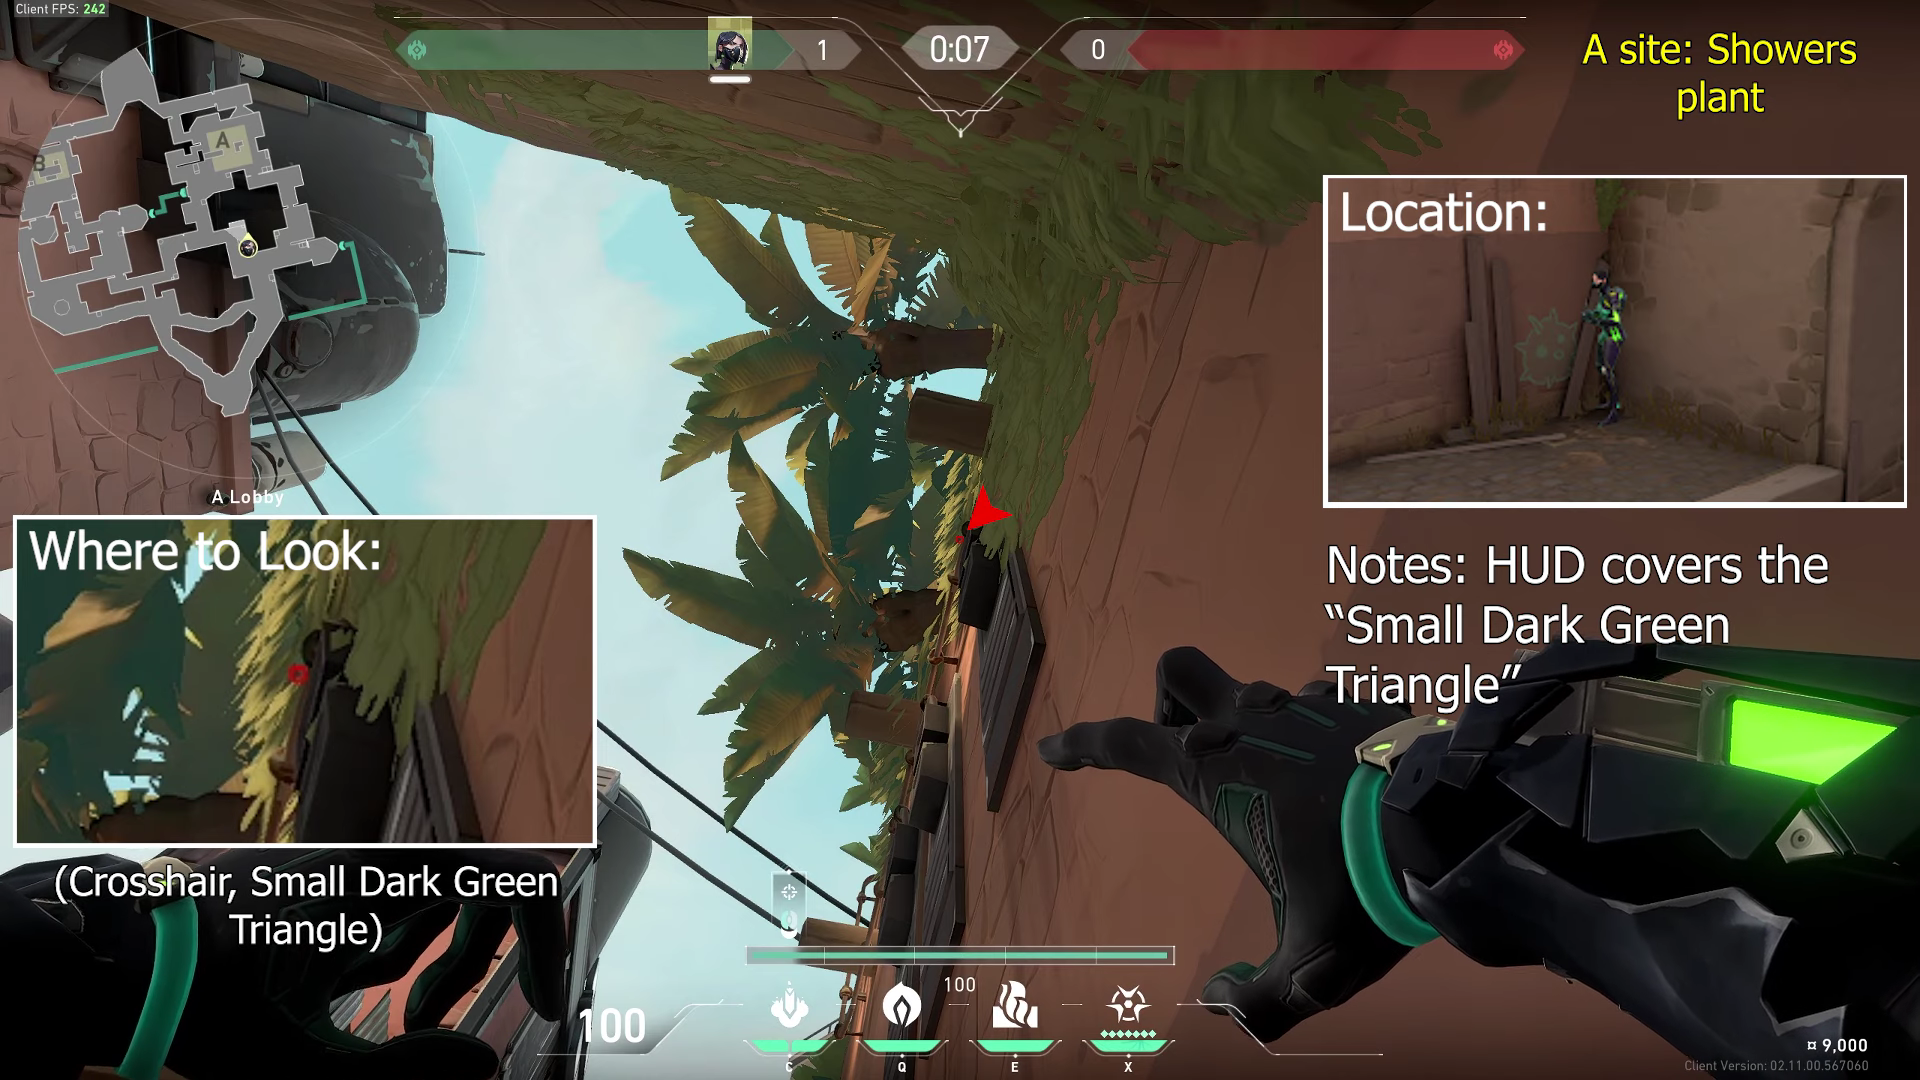 Client FPS: 242
1
0:07
0
A site: Showers
plant
A
B
A Lobby
Location:
Where to Look:
Notes: HUD covers the
“Small Dark Green
Triangle”
(Crosshair, Small Dark Green
Triangle)
100
100
C
Q
E
X
¤ 9,000
Client Version: 02.11.00.567060